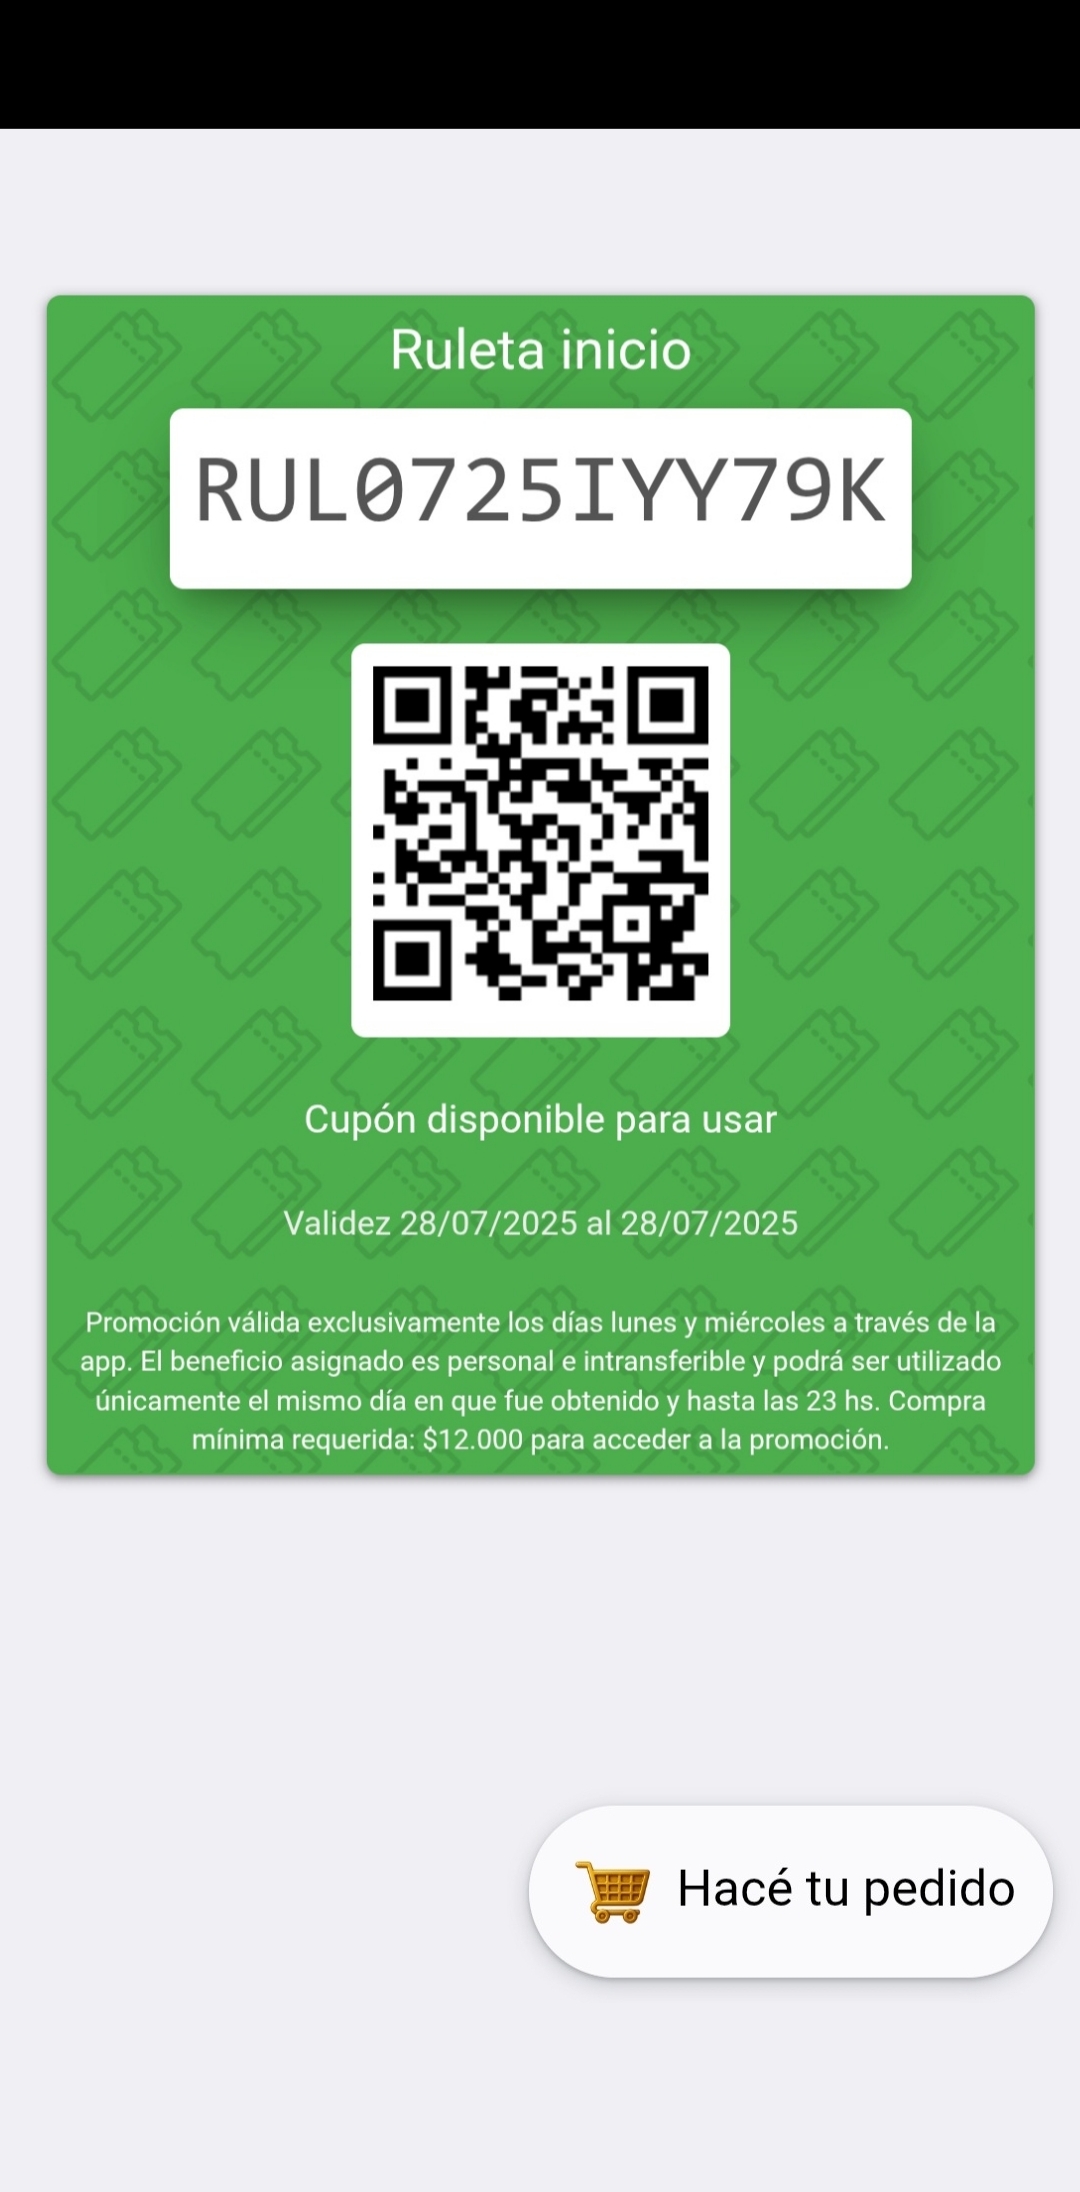 Ruleta inicio
RUL0725IYY79K
Cupón disponible para usar
Validez 28/07/2025 al 28/07/2025
Promoción válida exclusivamente los días lunes y miércoles a través de la
app. El beneficio asignado es personal e intransferible y podrá ser utilizado
únicamente el mismo día en que fue obtenido y hasta las 23 hs. Compra
mínima requerida: $12.000 para acceder a la promoción.
Hacé tu pedido